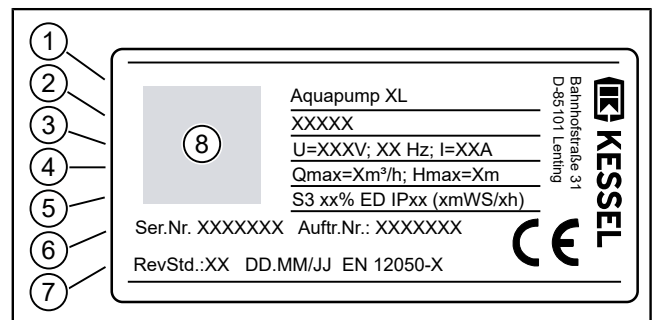 1
2
3
4
5
6
7
8
Aquapump XL
XXXXX
U=XXXV; XX Hz; I=XXA
Qmax=Xm³/h; Hmax=Xm
S3 xx% ED IPxx (xmWS/xh)
Ser.Nr. XXXXXXX Auftr.Nr.: XXXXXXX
RevStd.:XX DD.MM/JJ EN 12050-X
Bahnhofstraße 31
D-85101 Lenting
KESSEL
CE